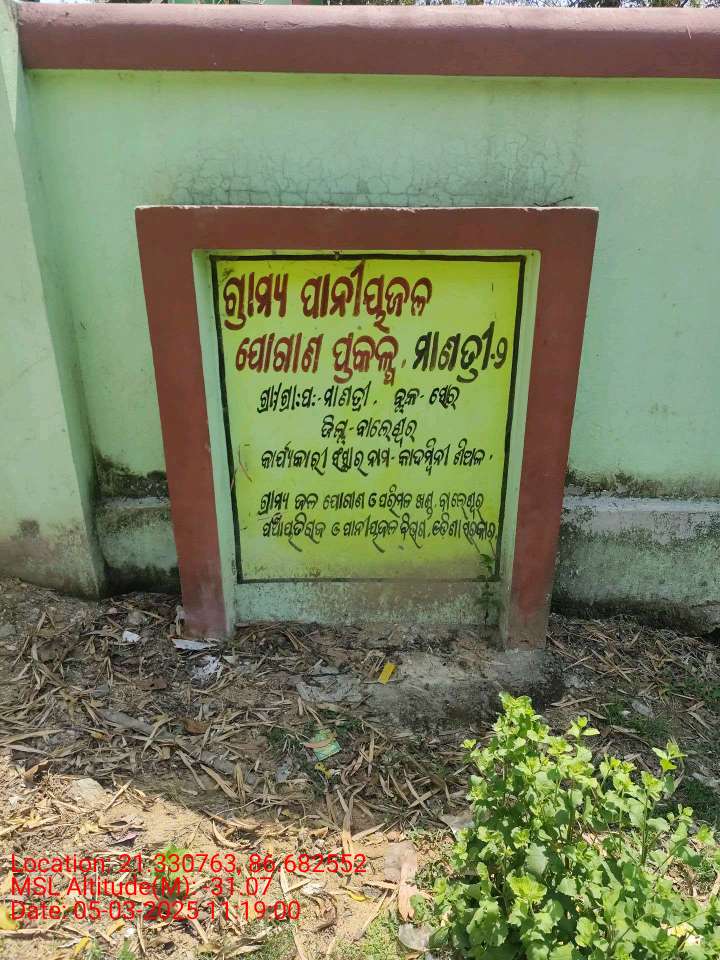 ଗ୍ରାମ୍ୟ ପାନୀୟଜଳ
ଯୋଗାଣ ପ୍ରକଳ୍ପ, ମାଣତ୍ରୀ-୨
ଗ୍ରାମ/ଗ୍ରା:ପ:- ମାଣତ୍ରୀ, ବ୍ଲକ-
ଜିଲ୍ଲା-ବାଲେଶ୍ୱର
କାର୍ଯ୍ୟକାରୀ ସଂସ୍ଥାର ନାମ-କାଦମ୍ବିନୀ ଶିଅଳ,
ଗ୍ରାମ୍ୟ ଜଳ ଯୋଗାଣ ଓ ପରିମଳ ଖଣ୍ଡ, ବାଲେଶ୍ୱର
ପଞ୍ଚାୟତିରାଜ ଓ ପାନୀୟଜଳ ବିଭାଗ, ଓଡ଼ିଶା ସରକାର,
Location: 21.330763, 86.682552
MSL Altitude(M): -31.07
Date: 05-03-2025 11:19:00